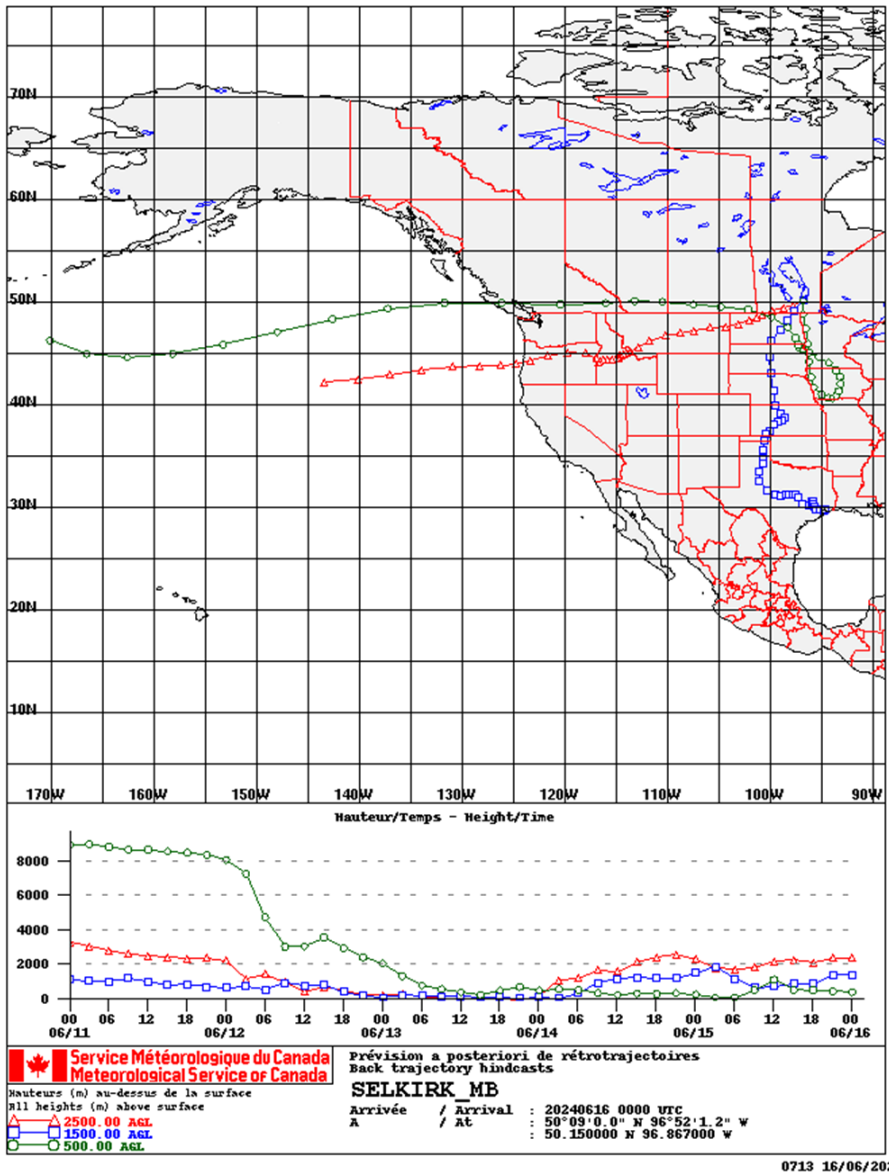 70N
60N
50N
40N
30N
20N
10N
170W 160W 150W 140W 130W 120W 110W 100W 90W
Hauteur/Temps - Height/Time
8000
6000
4000
2000
0
00 06 12 18 00 06 12 18 00 06 12 18 00 06 12 18 00 06 12 18 00
06/11 06/12 06/13 06/14 06/15 06/16
Service Météorologique du Canada
Meteorological Service of Canada
Hauteurs (m) au-dessus de la surface
All heights (m) above surface
2500.00 AGL
1500.00 AGL
500.00 AGL
Prévision a posteriori de rétrotrajectoires
Back trajectory hindcasts
SELKIRK_MB
Arrivée / Arrival : 20240616 0000 UTC
A / At : 50°09'0.0" N 96°52'1.2" W
: 50.150000 N 96.867000 W
0713 16/06/202